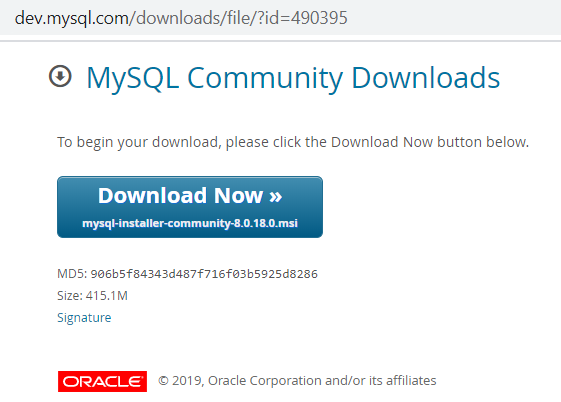 dev.mysql.com/downloads/file/?id=490395
MySQL Community Downloads
To begin your download, please click the Download Now button below.
Download Now »
mysql-installer-community-8.0.18.0.msi
MD5: 906b5f84343d487f716f03b5925d8286
Size: 415.1M
Signature
ORACLE® © 2019, Oracle Corporation and/or its affiliates